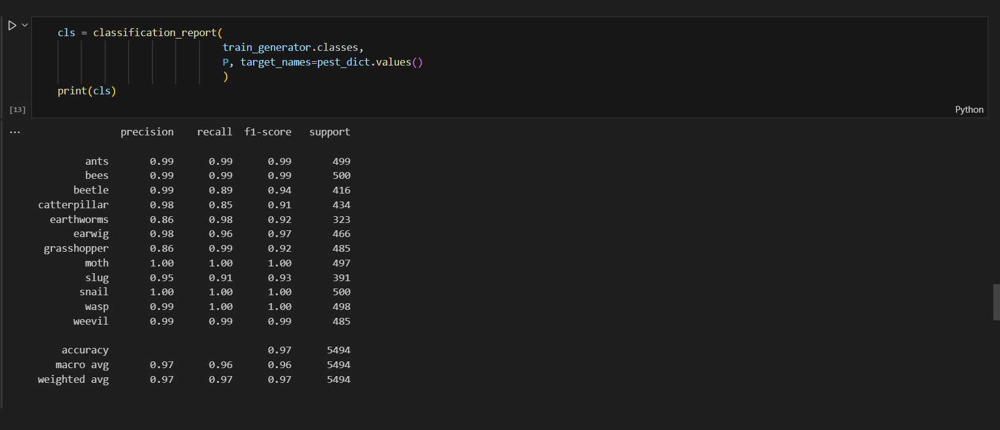 cls = classification_report(
train_generator.classes,
P, target_names=pest_dict.values()
)
print(cls)
[13]
Python
...
precision recall f1-score support
ants 0.99 0.99 0.99 499
bees 0.99 0.99 0.99 500
beetle 0.99 0.89 0.94 416
catterpillar 0.98 0.85 0.91 434
earthworms 0.86 0.98 0.92 323
earwig 0.98 0.96 0.97 466
grasshopper 0.86 0.99 0.92 485
moth 1.00 1.00 1.00 497
slug 0.95 0.91 0.93 391
snail 1.00 1.00 1.00 500
wasp 0.99 1.00 1.00 498
weevil 0.99 0.99 0.99 485
accuracy 0.97 5494
macro avg 0.97 0.96 0.96 5494
weighted avg 0.97 0.97 0.97 5494